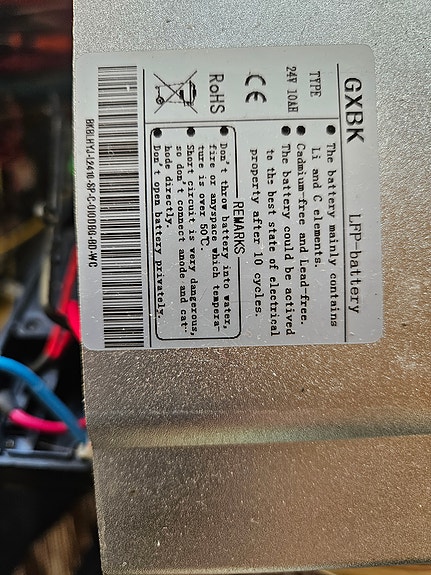 GXBK LFP-battery
TYPE
24V 10AH
● The battery mainly contains
Li and C elements.
● Cadmium-free and Lead-free.
● The battery could be actived
to the best state of electrical
property after 10 cycles.
CE
RoHS
REMARKS
● Don't throw battery into water,
fire or anyspace which tempera-
ture is over 50℃.
● Short circuit is very dangerous,
so don't connect anode and cat-
hode directly.
● Don't open battery privately.